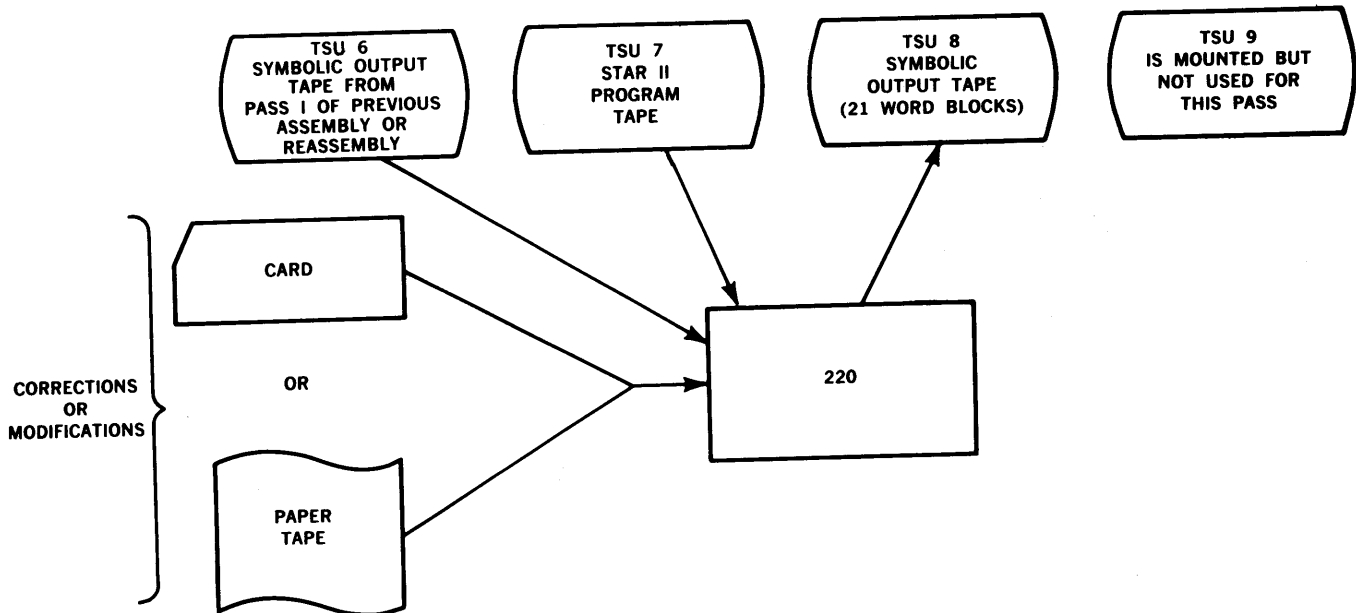 TSU 6
SYMBOLIC OUTPUT
TAPE FROM
PASS I OF PREVIOUS
ASSEMBLY OR
REASSEMBLY
TSU 7
STAR II
PROGRAM
TAPE
TSU 8
SYMBOLIC
OUTPUT TAPE
(21 WORD BLOCKS)
TSU 9
IS MOUNTED BUT
NOT USED FOR
THIS PASS
CARD
OR
PAPER
TAPE
CORRECTIONS
OR
MODIFICATIONS
220